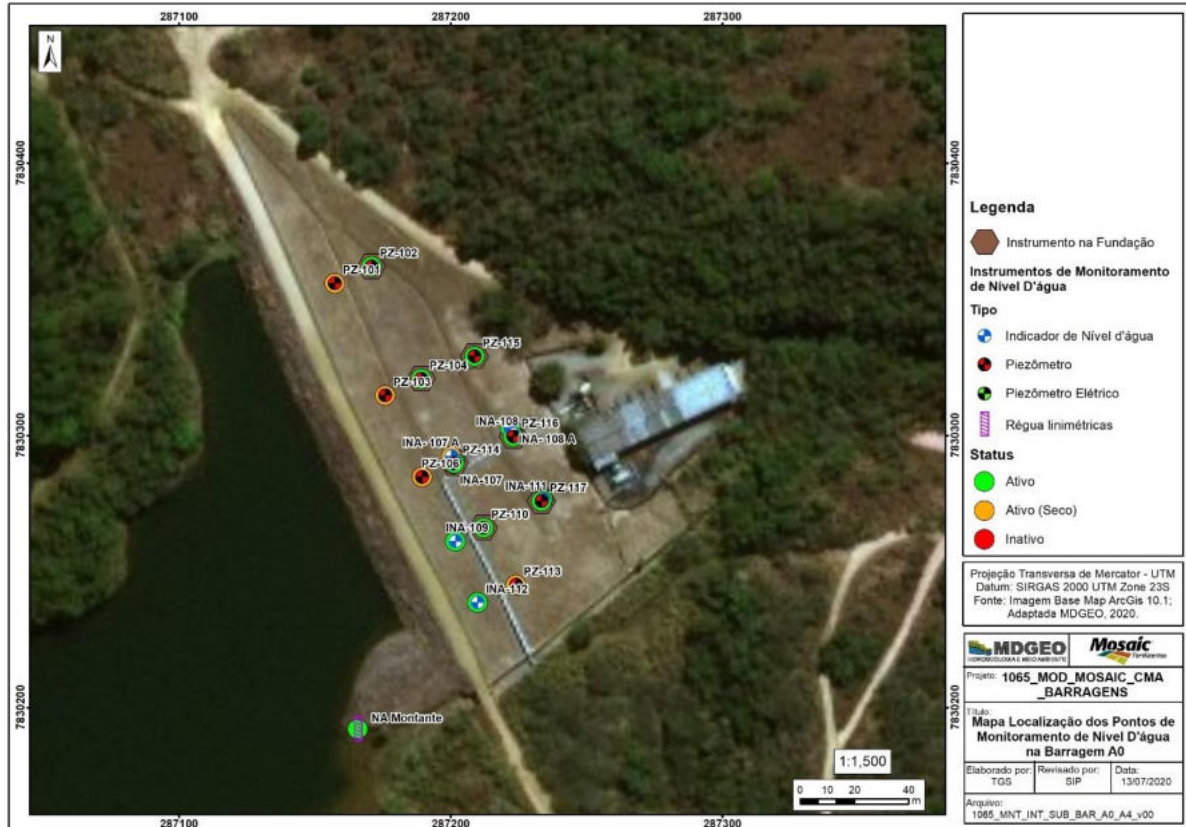 287100
287200
287300
N
7830400
7830400
PZ-102
PZ-101
PZ-115
PZ-104
PZ-103
7830300
7830300
INA-108
PZ-116
INA- 108 A
INA- 107 A
PZ-114
PZ-106
INA-107
INA-111
PZ-117
PZ-110
INA-109
PZ-113
INA-112
7830200
7830200
NA Montante
1:1,500
0 10 20 40
m
287100
287200
287300
Legenda
Instrumento na Fundação
Instrumentos de Monitoramento
de Nível D'água
Tipo
Indicador de Nível d'água
Piezômetro
Piezômetro Elétrico
Régua linimétricas
Status
Ativo
Ativo (Seco)
Inativo
Projeção Transversa de Mercator - UTM
Datum: SIRGAS 2000 UTM Zone 23S
Fonte: Imagem Base Map ArcGis 10.1;
Adaptada MDGEO, 2020.
MDGEO
HIDROGEOLOGIA E MEIO AMBIENTE
Mosaic
Fertilizantes
Projeto: 1065_MOD_MOSAIC_CMA
_BARRAGENS
Título:
Mapa Localização dos Pontos de
Monitoramento de Nível D'água
na Barragem A0
Elaborado por:
TGS
Revisado por:
SIP
Data:
13/07/2020
Arquivo:
1065_MNT_INT_SUB_BAR_A0_A4_v00